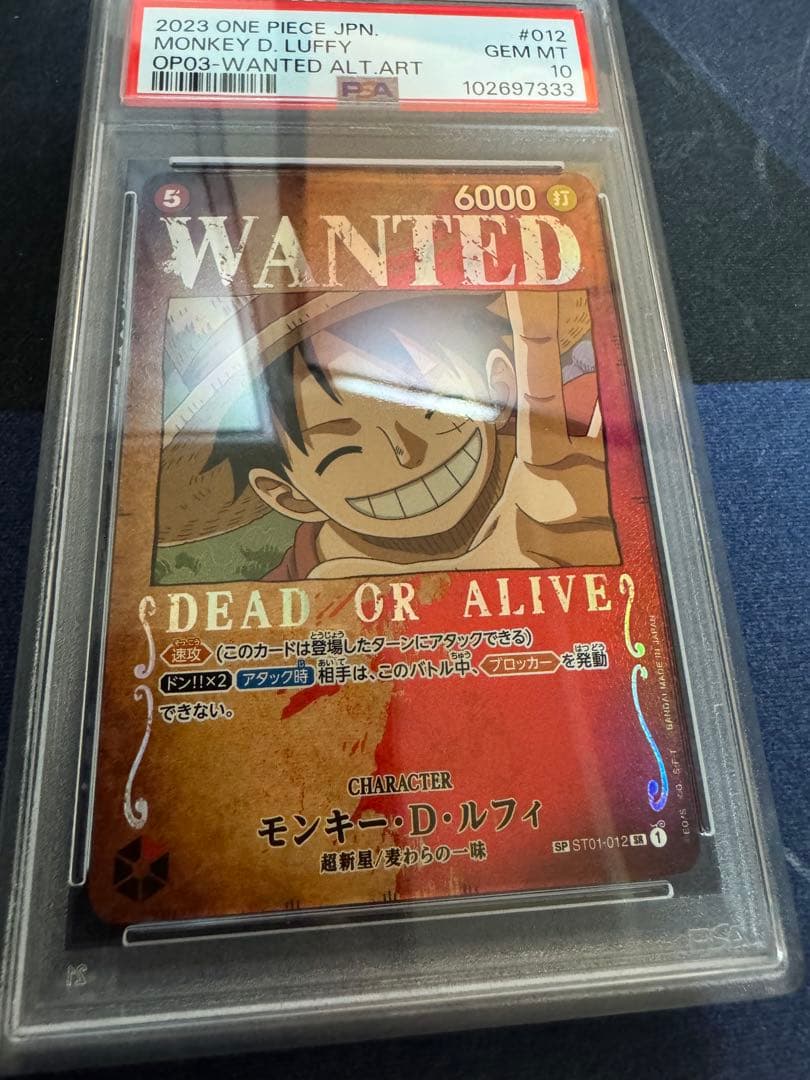 2023 ONE PIECE JPN. #012
MONKEY D. LUFFY GEM MT
OP03-WANTED ALT.ART 10
PSA 102697333
5 6000 打
WANTED
DEAD OR ALIVE
速攻 (このカードは登場したターンにアタックできる)
ドン!!×2 アタック時 相手は、このバトル中、ブロッカーを発動
できない。
CHARACTER
モンキー・D・ルフィ
超新星/麦わらの一味
SP ST01-012 SR 1
BANDAI MADE IN JAPAN